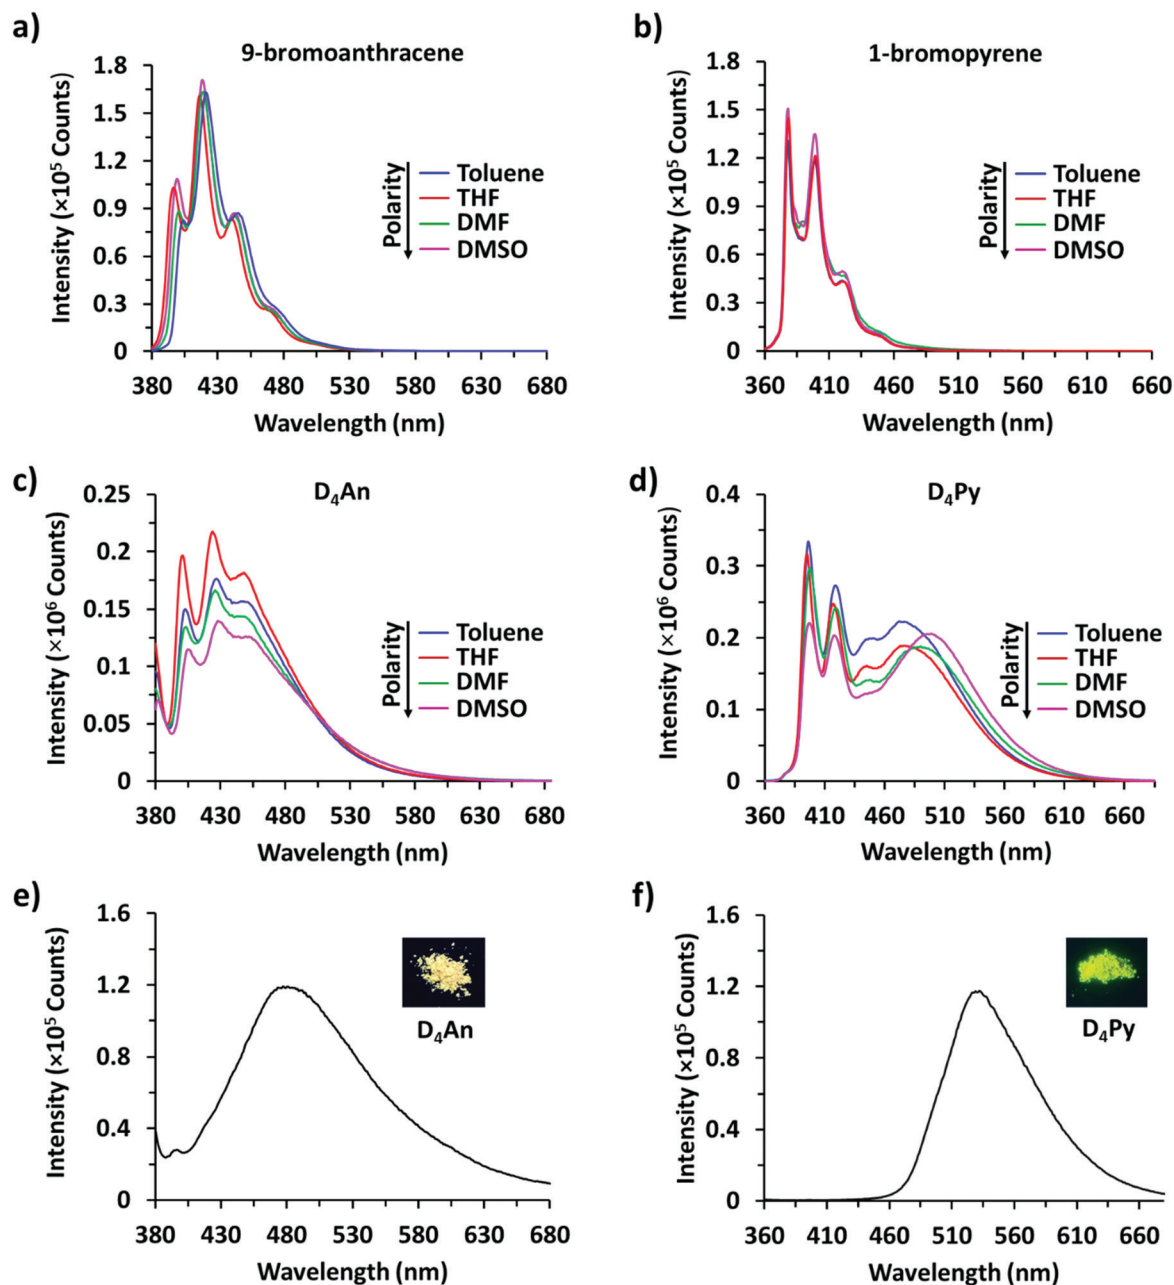 a)
9-bromoanthracene
Intensity (×10⁵ Counts)
1.8
1.5
1.2
0.9
0.6
0.3
0
380 430 480 530 580 630 680
Wavelength (nm)
Polarity
Toluene
THF
DMF
DMSO
b)
1-bromopyrene
Intensity (×10⁵ Counts)
1.8
1.5
1.2
0.9
0.6
0.3
0
360 410 460 510 560 610 660
Wavelength (nm)
Polarity
Toluene
THF
DMF
DMSO
c)
D₄An
Intensity (×10⁶ Counts)
0.25
0.2
0.15
0.1
0.05
0
380 430 480 530 580 630 680
Wavelength (nm)
Polarity
Toluene
THF
DMF
DMSO
d)
D₄Py
Intensity (×10⁶ Counts)
0.4
0.3
0.2
0.1
0
360 410 460 510 560 610 660
Wavelength (nm)
Polarity
Toluene
THF
DMF
DMSO
e)
Intensity (×10⁵ Counts)
1.6
1.2
0.8
0.4
0
380 430 480 530 580 630 680
Wavelength (nm)
D₄An
f)
Intensity (×10⁵ Counts)
1.6
1.2
0.8
0.4
0
360 410 460 510 560 610 660
Wavelength (nm)
D₄Py